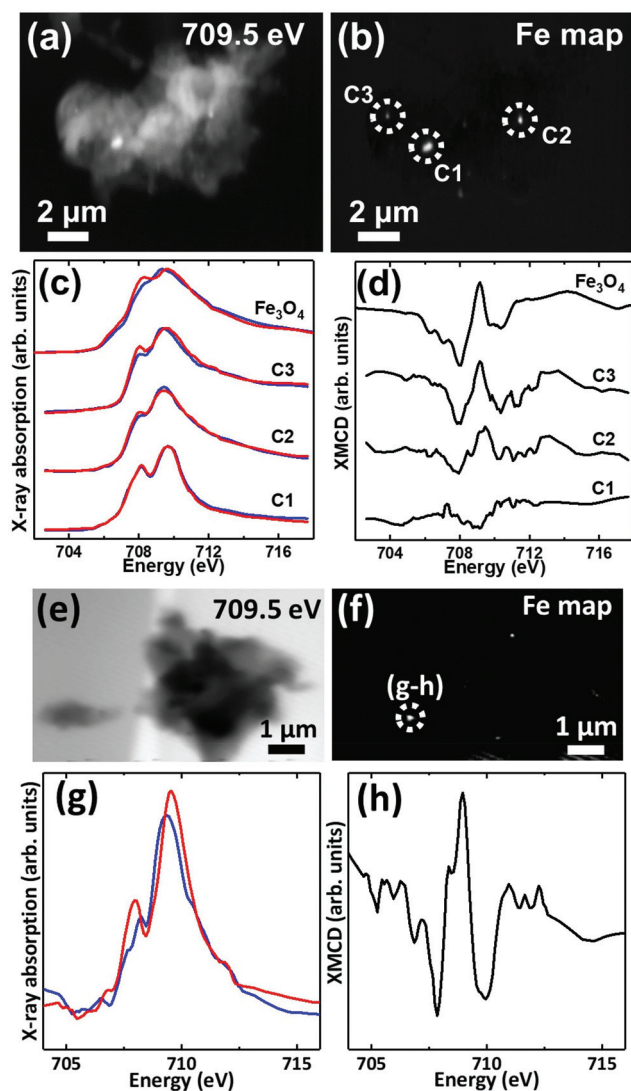 (a) 709.5 eV
2 µm
(b) Fe map
C3
C1
C2
2 µm
(c)
Fe₃O₄
C3
C2
C1
X-ray absorption (arb. units)
704 708 712 716
Energy (eV)
(d)
Fe₃O₄
C3
C2
C1
XMCD (arb. units)
704 708 712 716
Energy (eV)
(e) 709.5 eV
1 µm
(f) Fe map
(g-h)
1 µm
(g)
X-ray absorption (arb. units)
705 710 715
Energy (eV)
(h)
XMCD (arb. units)
705 710 715
Energy (eV)